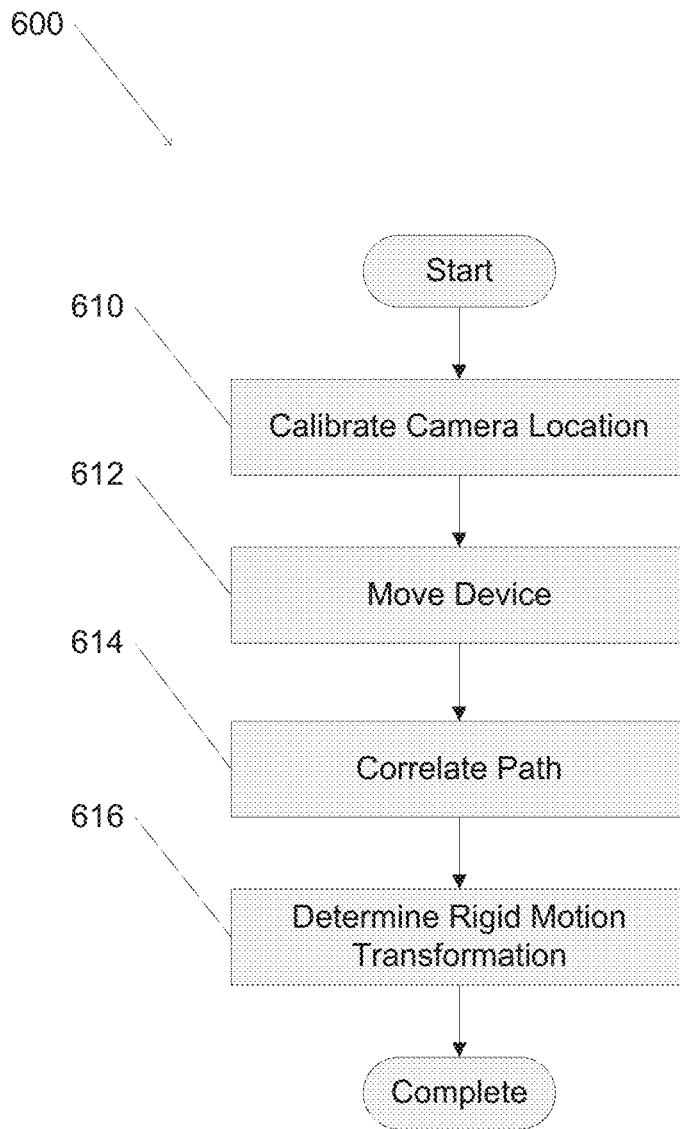 600
Start
610
Calibrate Camera Location
612
Move Device
614
Correlate Path
616
Determine Rigid Motion
Transformation
Complete